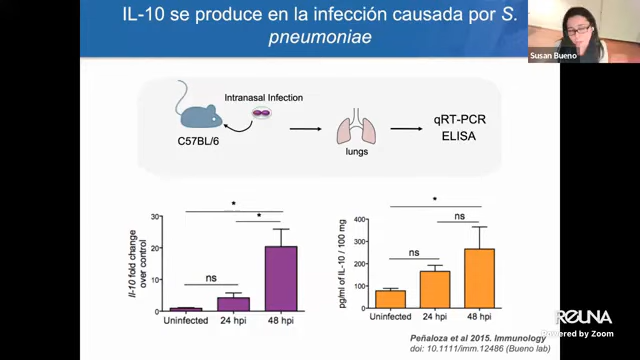 IL-10 se produce en la infección causada por S.
pneumoniae
Susan Bueno
Intranasal Infection
C57BL/6
lungs
qRT-PCR
ELISA
Il-10 fold change
over control
30
20
10
0
*
*
ns
Uninfected
24 hpi
48 hpi
pg/ml of IL-10 / 100 mg
400
300
200
100
0
*
ns
ns
Uninfected
24 hpi
48 hpi
Peñaloza et al 2015. Immunology
doi: 10.1111/imm.12486 (Bueno lab)
REUNA
Powered by Zoom